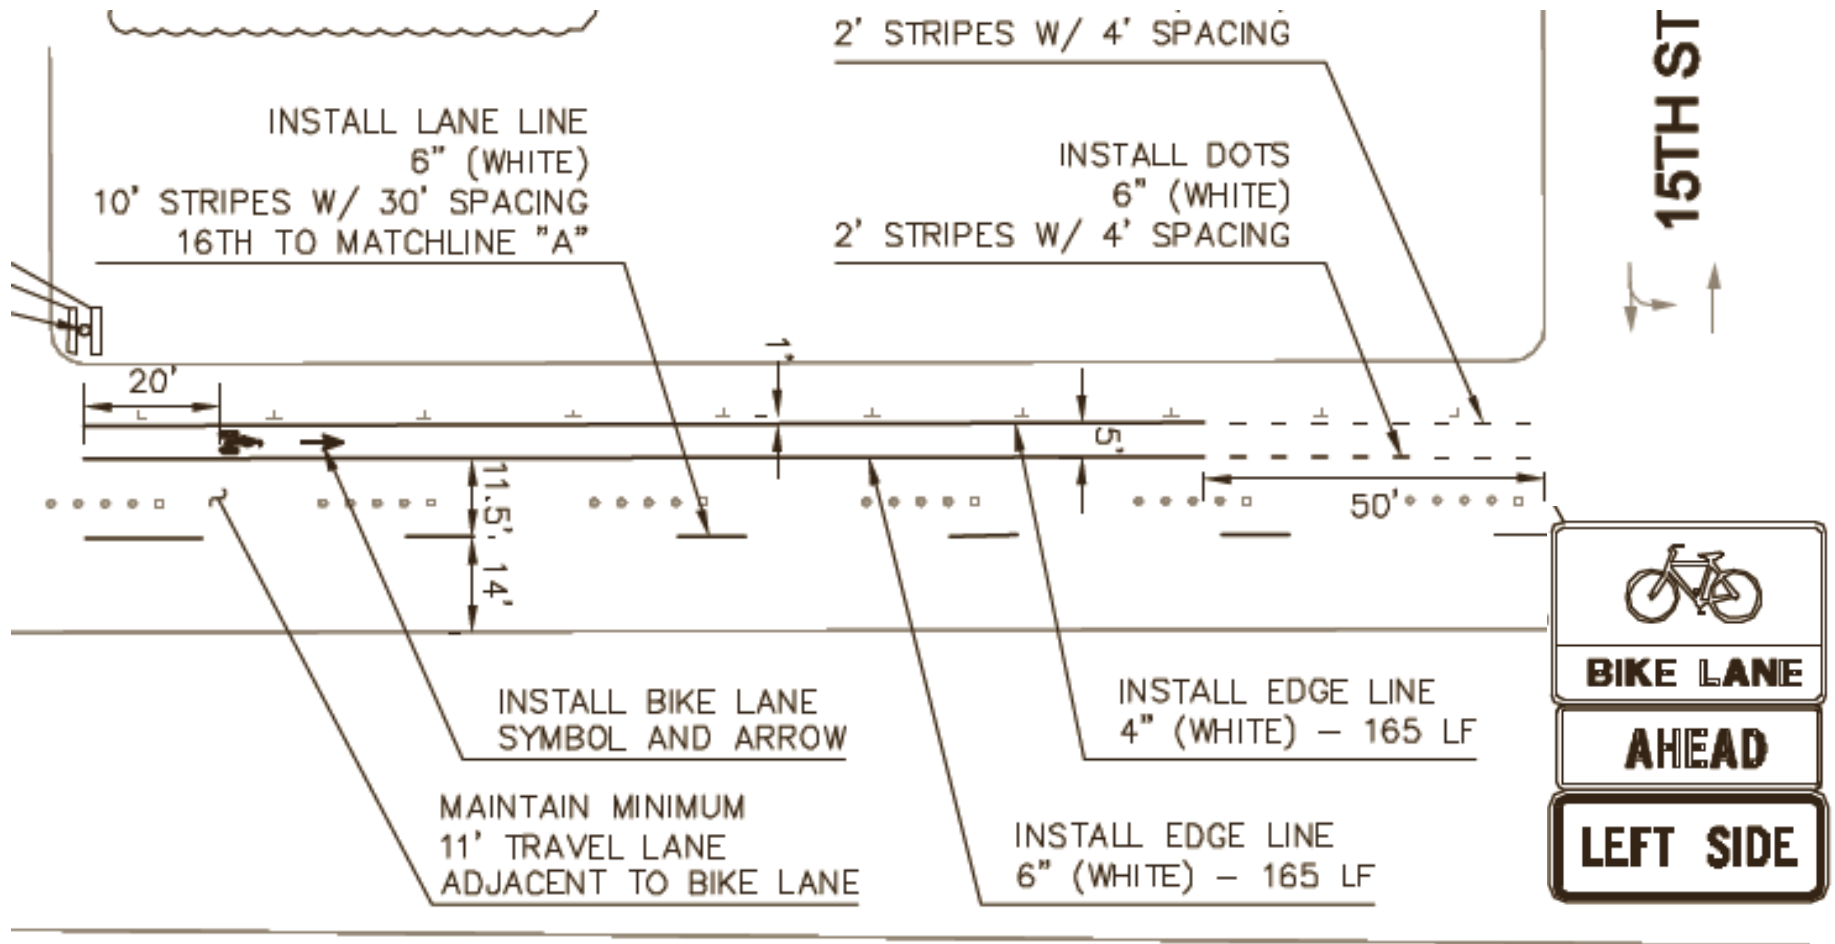 2' STRIPES W/ 4' SPACING
15TH ST
INSTALL LANE LINE
6" (WHITE)
10' STRIPES W/ 30' SPACING
16TH TO MATCHLINE "A"
INSTALL DOTS
6" (WHITE)
2' STRIPES W/ 4' SPACING
1'
20'
5'
11.5'
50'
14'
BIKE LANE
AHEAD
LEFT SIDE
INSTALL BIKE LANE
SYMBOL AND ARROW
INSTALL EDGE LINE
4" (WHITE) – 165 LF
MAINTAIN MINIMUM
11' TRAVEL LANE
ADJACENT TO BIKE LANE
INSTALL EDGE LINE
6" (WHITE) – 165 LF